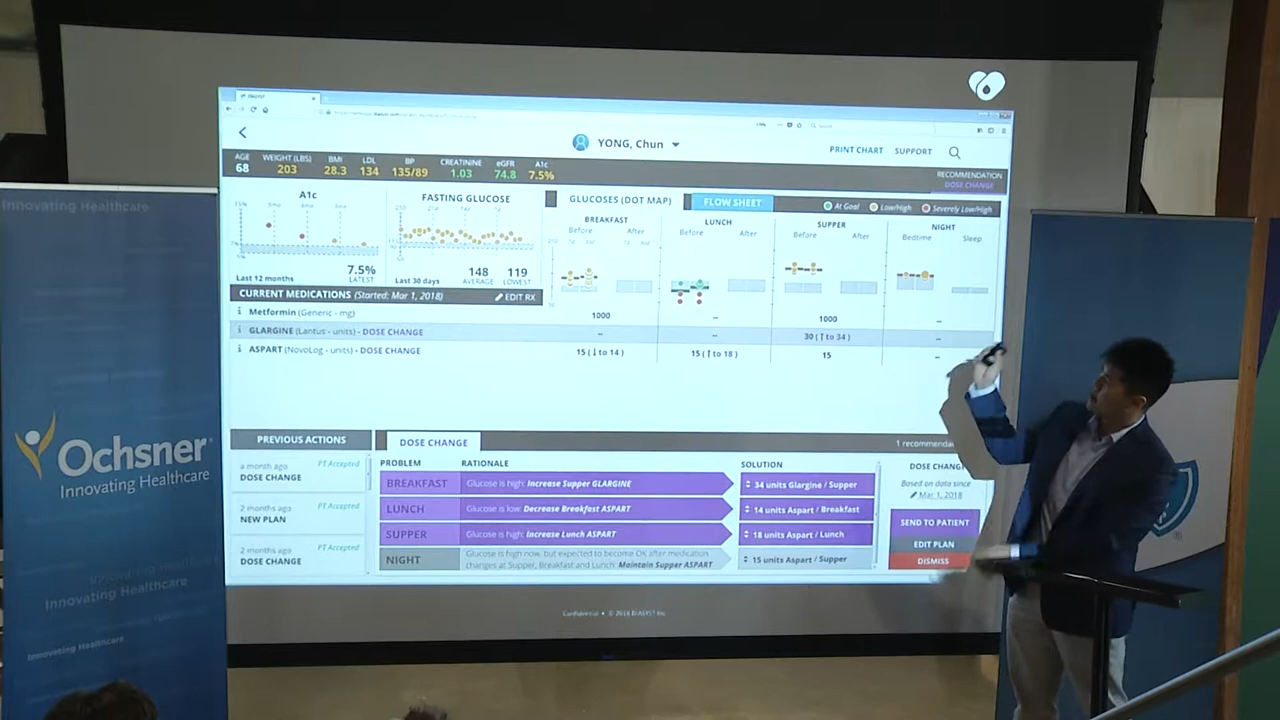 YONG, Chun
PRINT CHART
SUPPORT
AGE
68
WEIGHT (LBS)
203
BMI
28.3
LDL
134
BP
135/89
CREATININE
1.03
eGFR
74.8
A1c
7.5%
RECOMMENDATION
DOSE CHANGE
A1c
7.5%
LATEST
Last 12 months
FASTING GLUCOSE
148
AVERAGE
119
LOWEST
Last 30 days
GLUCOSES (DOT MAP)
FLOW SHEET
At Goal
Low/High
Severely Low/High
BREAKFAST
Before
After
LUNCH
Before
After
SUPPER
Before
After
NIGHT
Bedtime
Sleep
CURRENT MEDICATIONS (Started: Mar 1, 2018)
EDIT RX
Metformin (Generic - mg)
1000
--
1000
--
GLARGINE (Lantus - units) - DOSE CHANGE
--
--
30 (↑ to 34)
--
ASPART (NovoLog - units) - DOSE CHANGE
15 (↓ to 14)
15 (↑ to 18)
15
--
PREVIOUS ACTIONS
a month ago
PT Accepted
DOSE CHANGE
2 months ago
PT Accepted
NEW PLAN
2 months ago
PT Accepted
DOSE CHANGE
DOSE CHANGE
1 recommenda
PROBLEM
RATIONALE
SOLUTION
BREAKFAST
Glucose is high: Increase Supper GLARGINE
34 units Glargine / Supper
LUNCH
Glucose is low: Decrease Breakfast ASPART
14 units Aspart / Breakfast
SUPPER
Glucose is high: Increase Lunch ASPART
18 units Aspart / Lunch
NIGHT
Glucose is high now, but expected to become OK after medication
changes at Supper, Breakfast and Lunch: Maintain Supper ASPART
15 units Aspart / Supper
DOSE CHANG
Based on data since
Mar 1, 2018
SEND TO PATIENT
EDIT PLAN
DISMISS
Innovating Healthcare
Ochsner
Innovating Healthcare
Innovating Healthcare
Innovating Healthcare
Innovating Healthcare